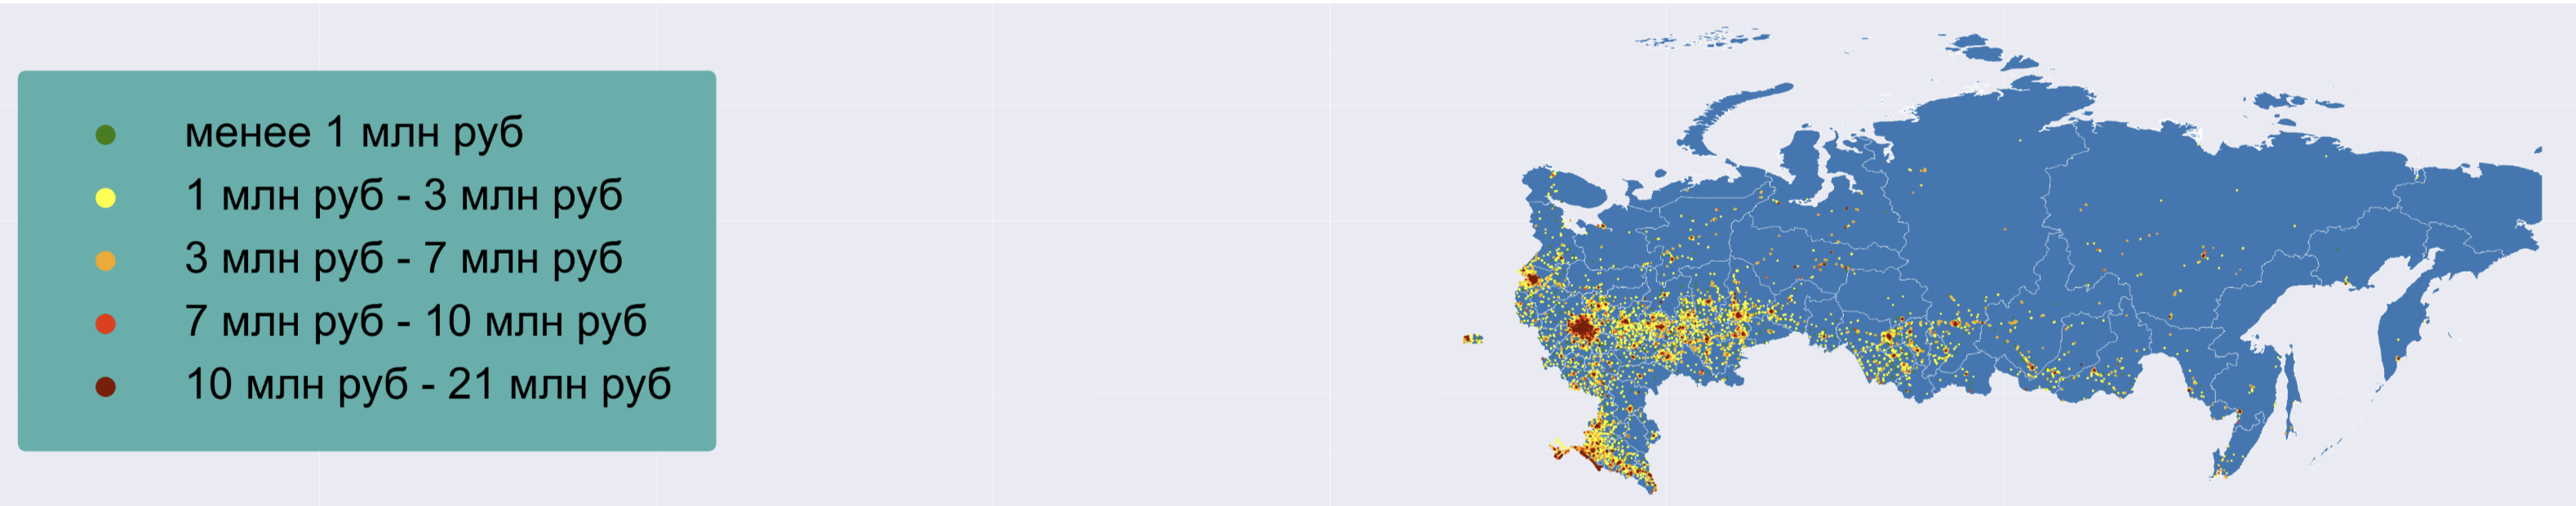 менее 1 млн руб
1 млн руб - 3 млн руб
3 млн руб - 7 млн руб
7 млн руб - 10 млн руб
10 млн руб - 21 млн руб